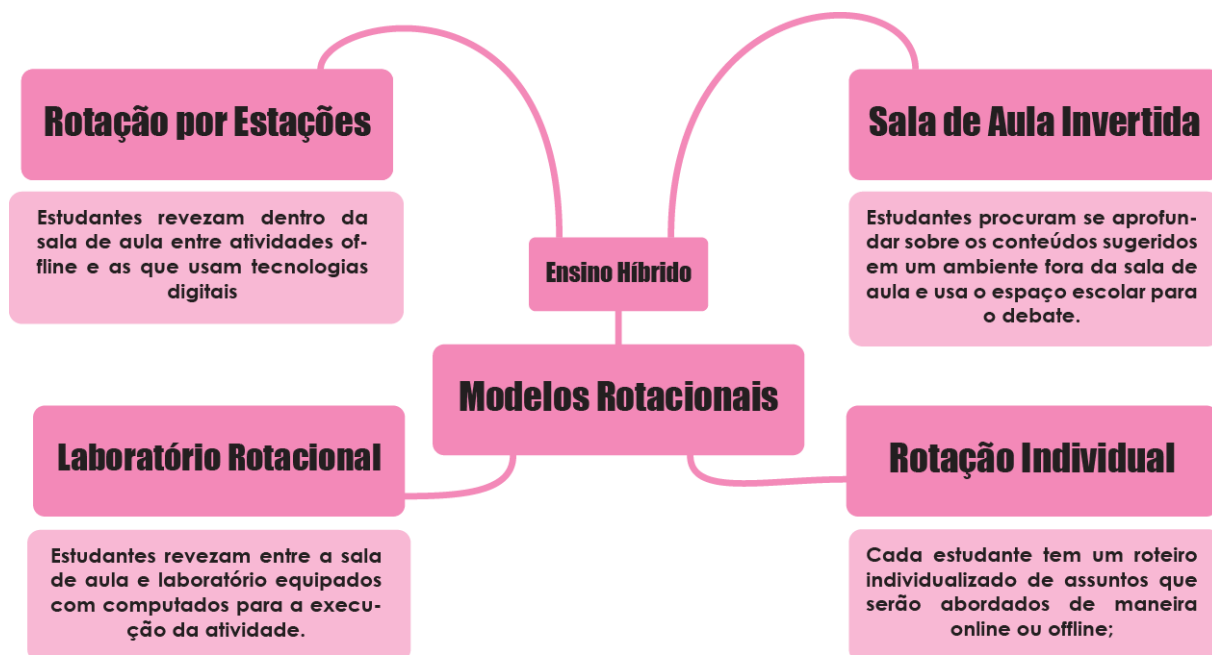 Rotação por Estações
Estudantes revezam dentro da
sala de aula entre atividades of-
fline e as que usam tecnologias
digitais
Sala de Aula Invertida
Estudantes procuram se aprofun-
dar sobre os conteúdos sugeridos
em um ambiente fora da sala de
aula e usa o espaço escolar para
o debate.
Ensino Híbrido
Modelos Rotacionais
Laboratório Rotacional
Estudantes revezam entre a sala
de aula e laboratório equipados
com computados para a execu-
ção da atividade.
Rotação Individual
Cada estudante tem um roteiro
individualizado de assuntos que
serão abordados de maneira
online ou offline;